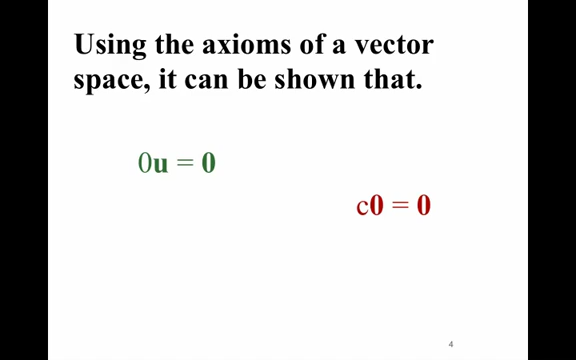 Using the axioms of a vector
space, it can be shown that.
0u = 0
c0 = 0
4